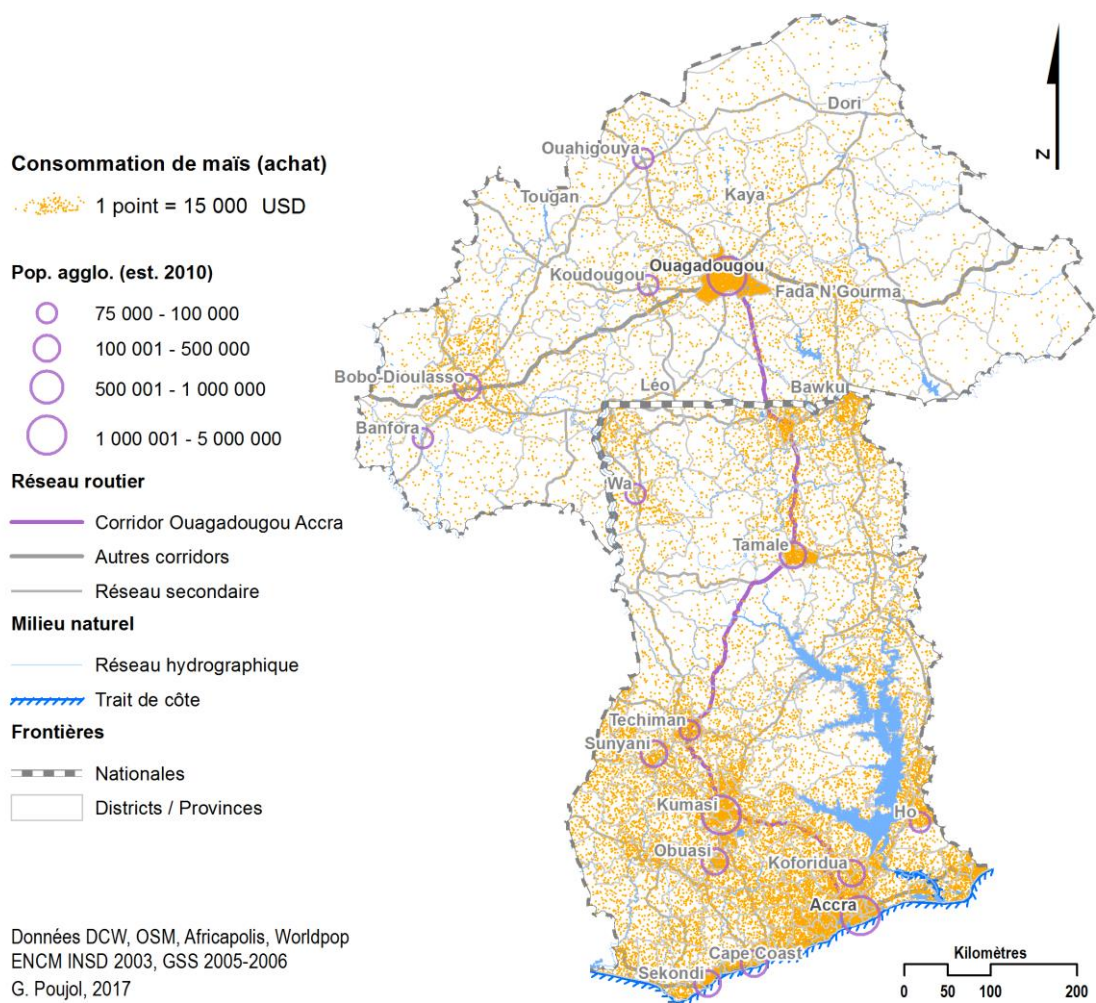 Consommation de maïs (achat)
1 point = 15 000 USD
Pop. agglo. (est. 2010)
75 000 - 100 000
100 001 - 500 000
500 001 - 1 000 000
1 000 001 - 5 000 000
Réseau routier
Corridor Ouagadougou Accra
Autres corridors
Réseau secondaire
Milieu naturel
Réseau hydrographique
Trait de côte
Frontières
Nationales
Districts / Provinces
Données DCW, OSM, Africapolis, Worldpop
ENCM INSD 2003, GSS 2005-2006
G. Poujol, 2017
N
Dori
Ouahigouya
Tougan
Kaya
Ouagadougou
Koudougou
Fada N'Gourma
Bobo-Dioulasso
Léo
Bawku
Banfora
Wa
Tamale
Techiman
Sunyani
Kumasi
Ho
Obuasi
Koforidua
Accra
Cape Coast
Sekondi
Kilomètres
0 50 100 200